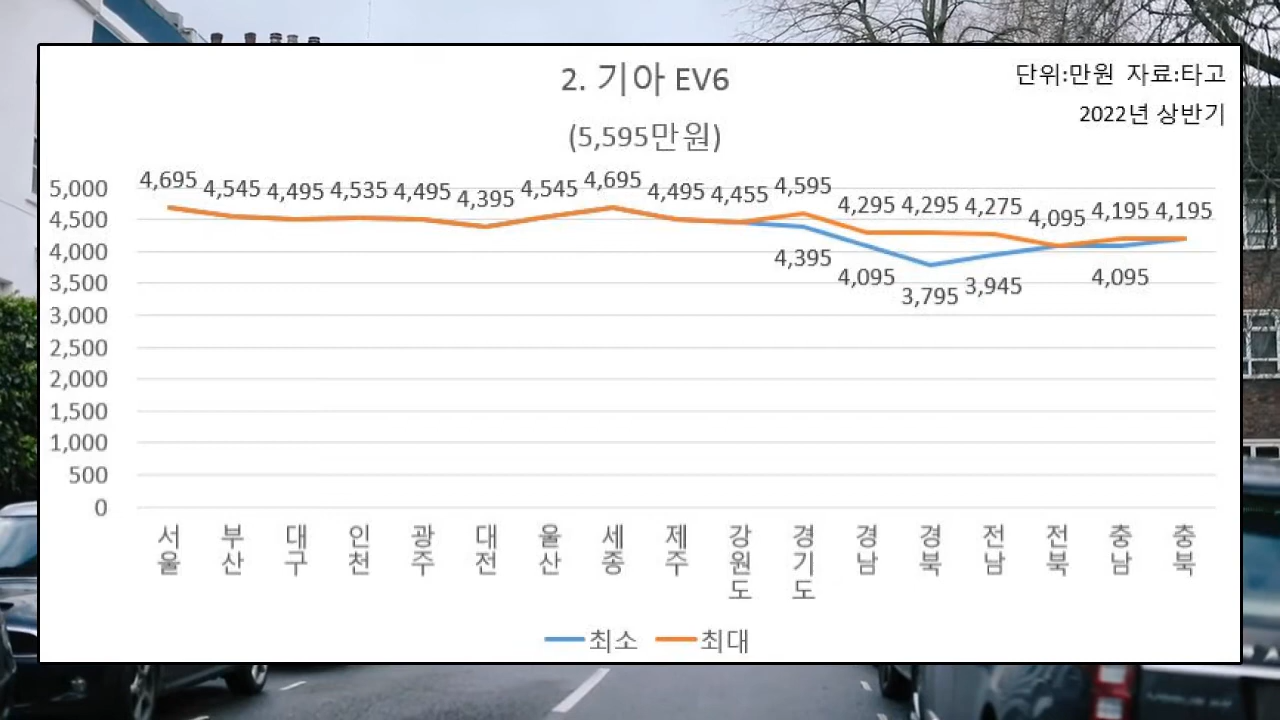 2. 기아 EV6
(5,595만원)
단위:만원 자료:타고
2022년 상반기
4,695 4,545 4,495 4,535 4,495 4,395 4,545 4,695 4,495 4,455 4,595 4,295 4,295 4,275 4,095 4,195 4,195
4,395 4,095 3,795 3,945 4,095
5,000
4,500
4,000
3,500
3,000
2,500
2,000
1,500
1,000
500
0
서울 부산 대구 인천 광주 대전 울산 세종 제주 강원도 경기도 경남 경북 전남 전북 충남 충북
최소 최대